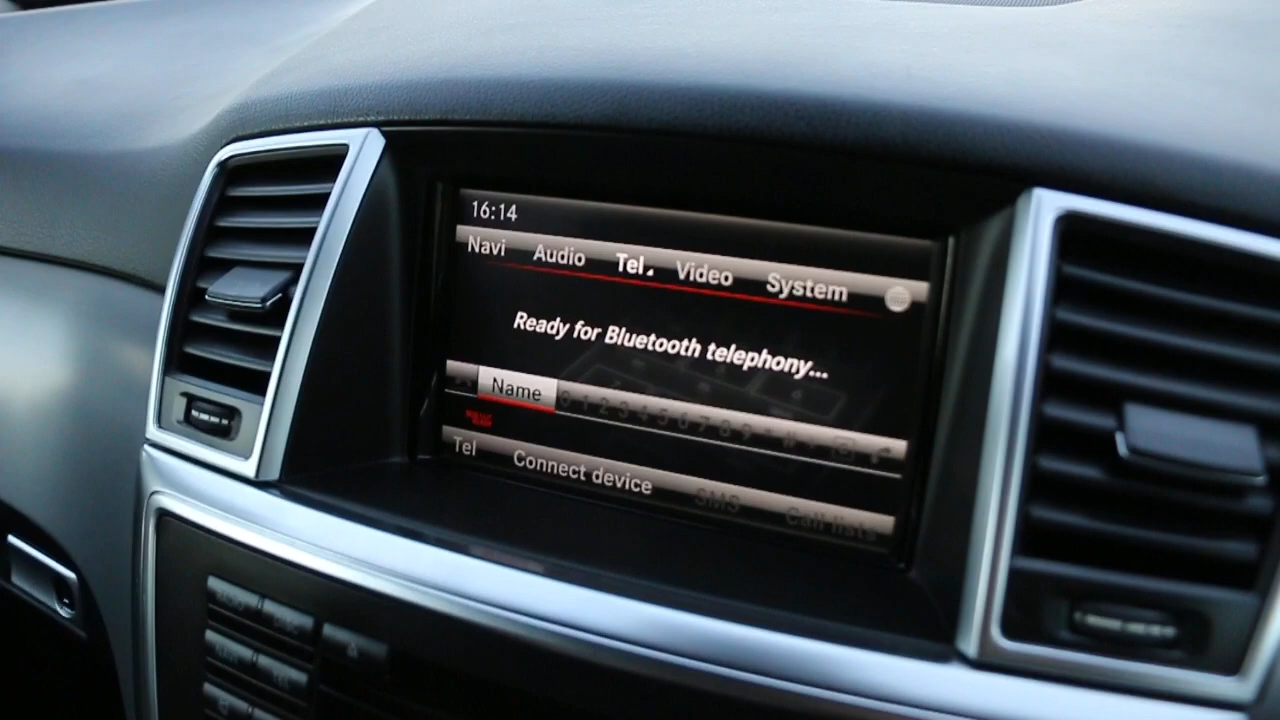 16:14
Navi Audio Tel Video System
Ready for Bluetooth telephony...
Name 0 1 2 3 4 5 6 7 8 9 * #
Tel Connect device SMS Call lists